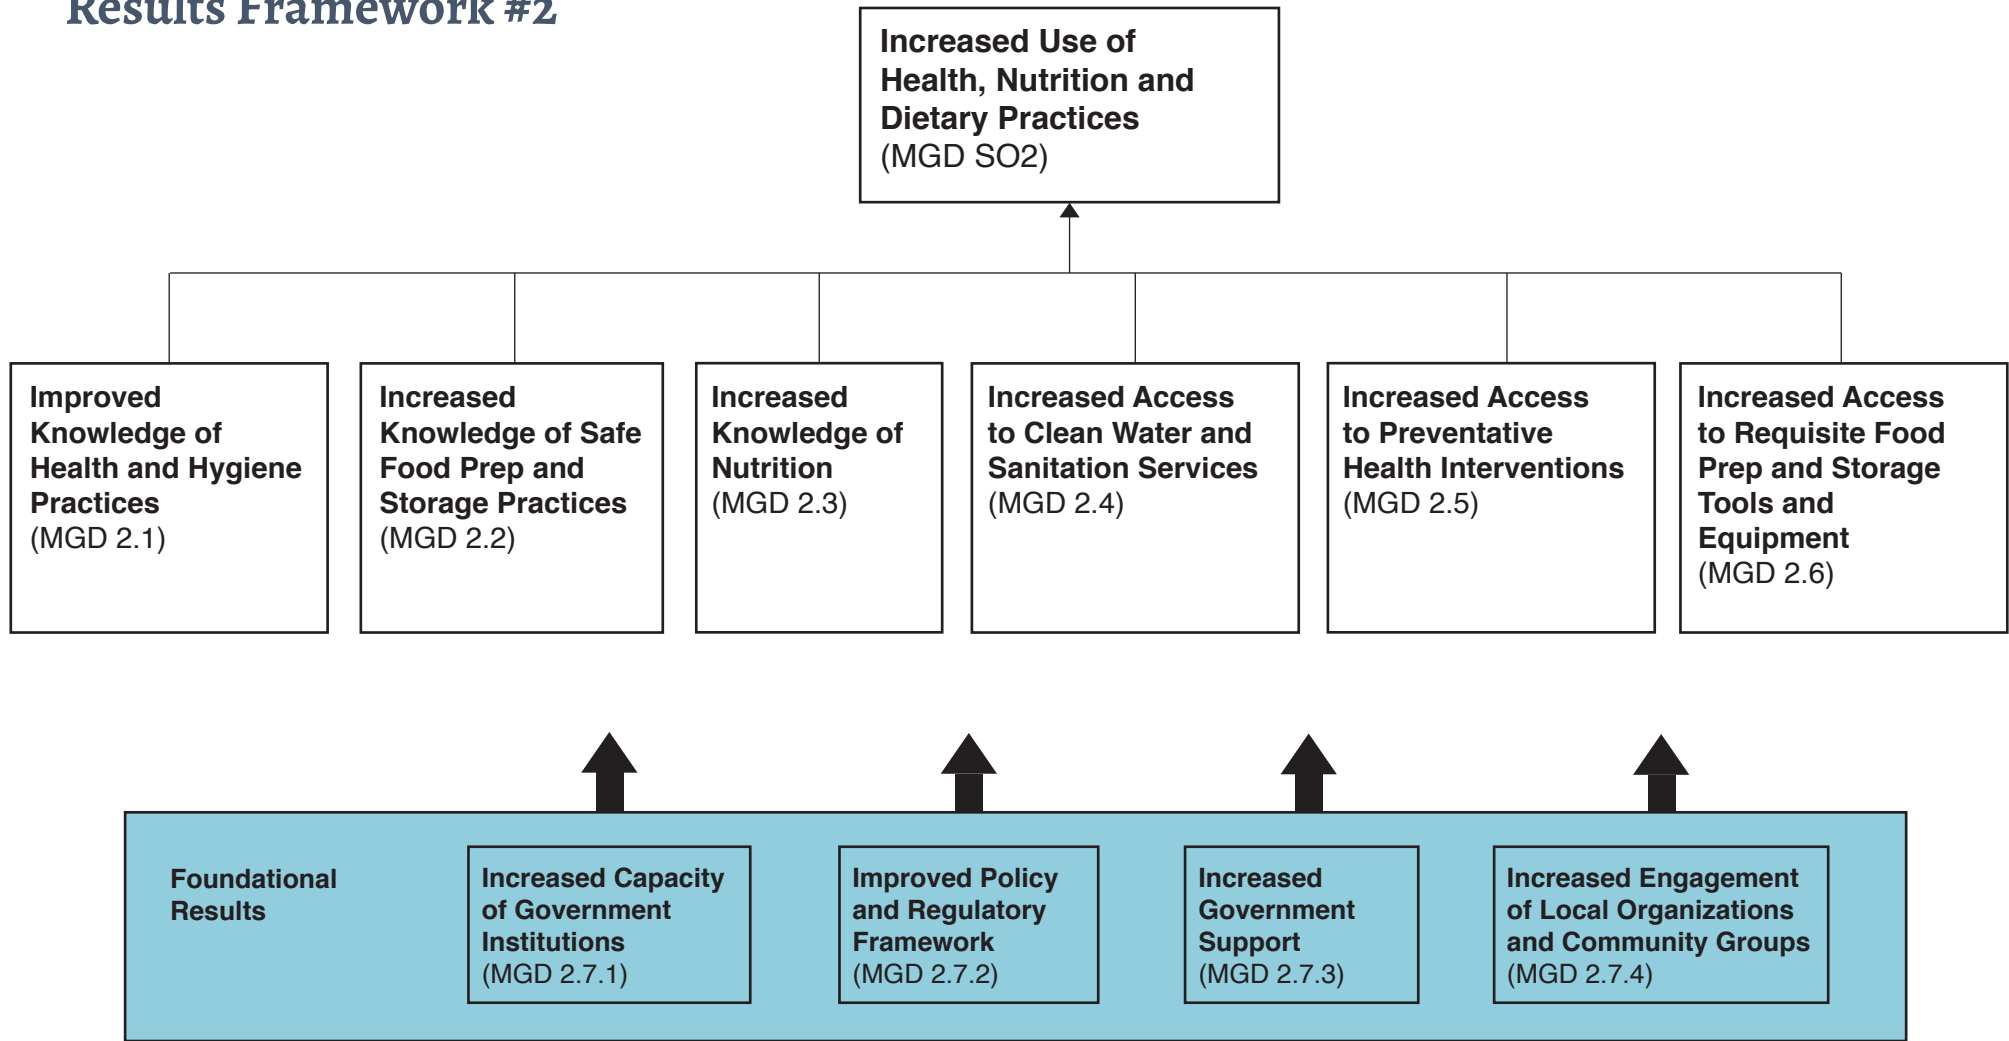 Results Framework #2
Increased Use of
Health, Nutrition and
Dietary Practices
(MGD SO2)
Improved
Knowledge of
Health and Hygiene
Practices
(MGD 2.1)
Increased
Knowledge of Safe
Food Prep and
Storage Practices
(MGD 2.2)
Increased
Knowledge of
Nutrition
(MGD 2.3)
Increased Access
to Clean Water and
Sanitation Services
(MGD 2.4)
Increased Access
to Preventative
Health Interventions
(MGD 2.5)
Increased Access
to Requisite Food
Prep and Storage
Tools and
Equipment
(MGD 2.6)
Foundational
Results
Increased Capacity
of Government
Institutions
(MGD 2.7.1)
Improved Policy
and Regulatory
Framework
(MGD 2.7.2)
Increased
Government
Support
(MGD 2.7.3)
Increased Engagement
of Local Organizations
and Community Groups
(MGD 2.7.4)